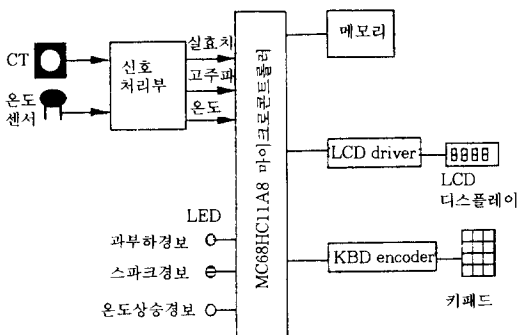 CT
온도
센서
신호
처리부
실효치
고주파
온도
MC68HC11A8 마이크로콘트롤러
메모리
LCD driver
LCD
디스플레이
KBD encoder
키패드
LED
과부하경보
스파크경보
온도상승경보